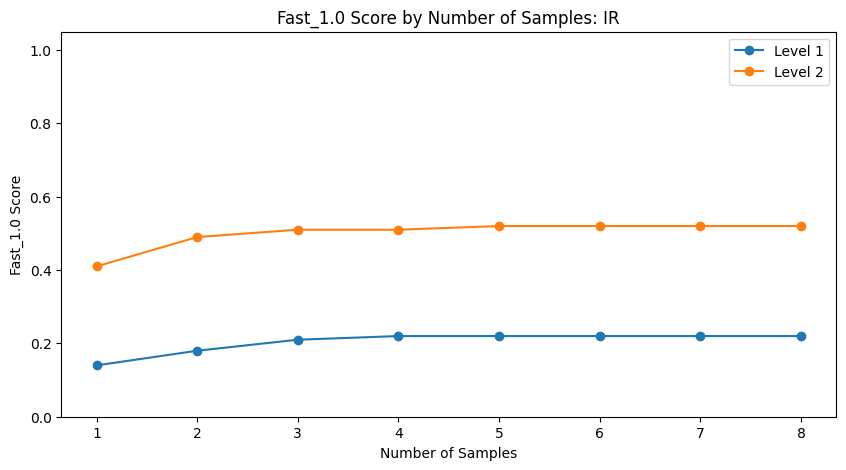 Fast_1.0 Score by Number of Samples: IR
Level 1
Level 2
Fast_1.0 Score
1.0
0.8
0.6
0.4
0.2
0.0
1 2 3 4 5 6 7 8
Number of Samples